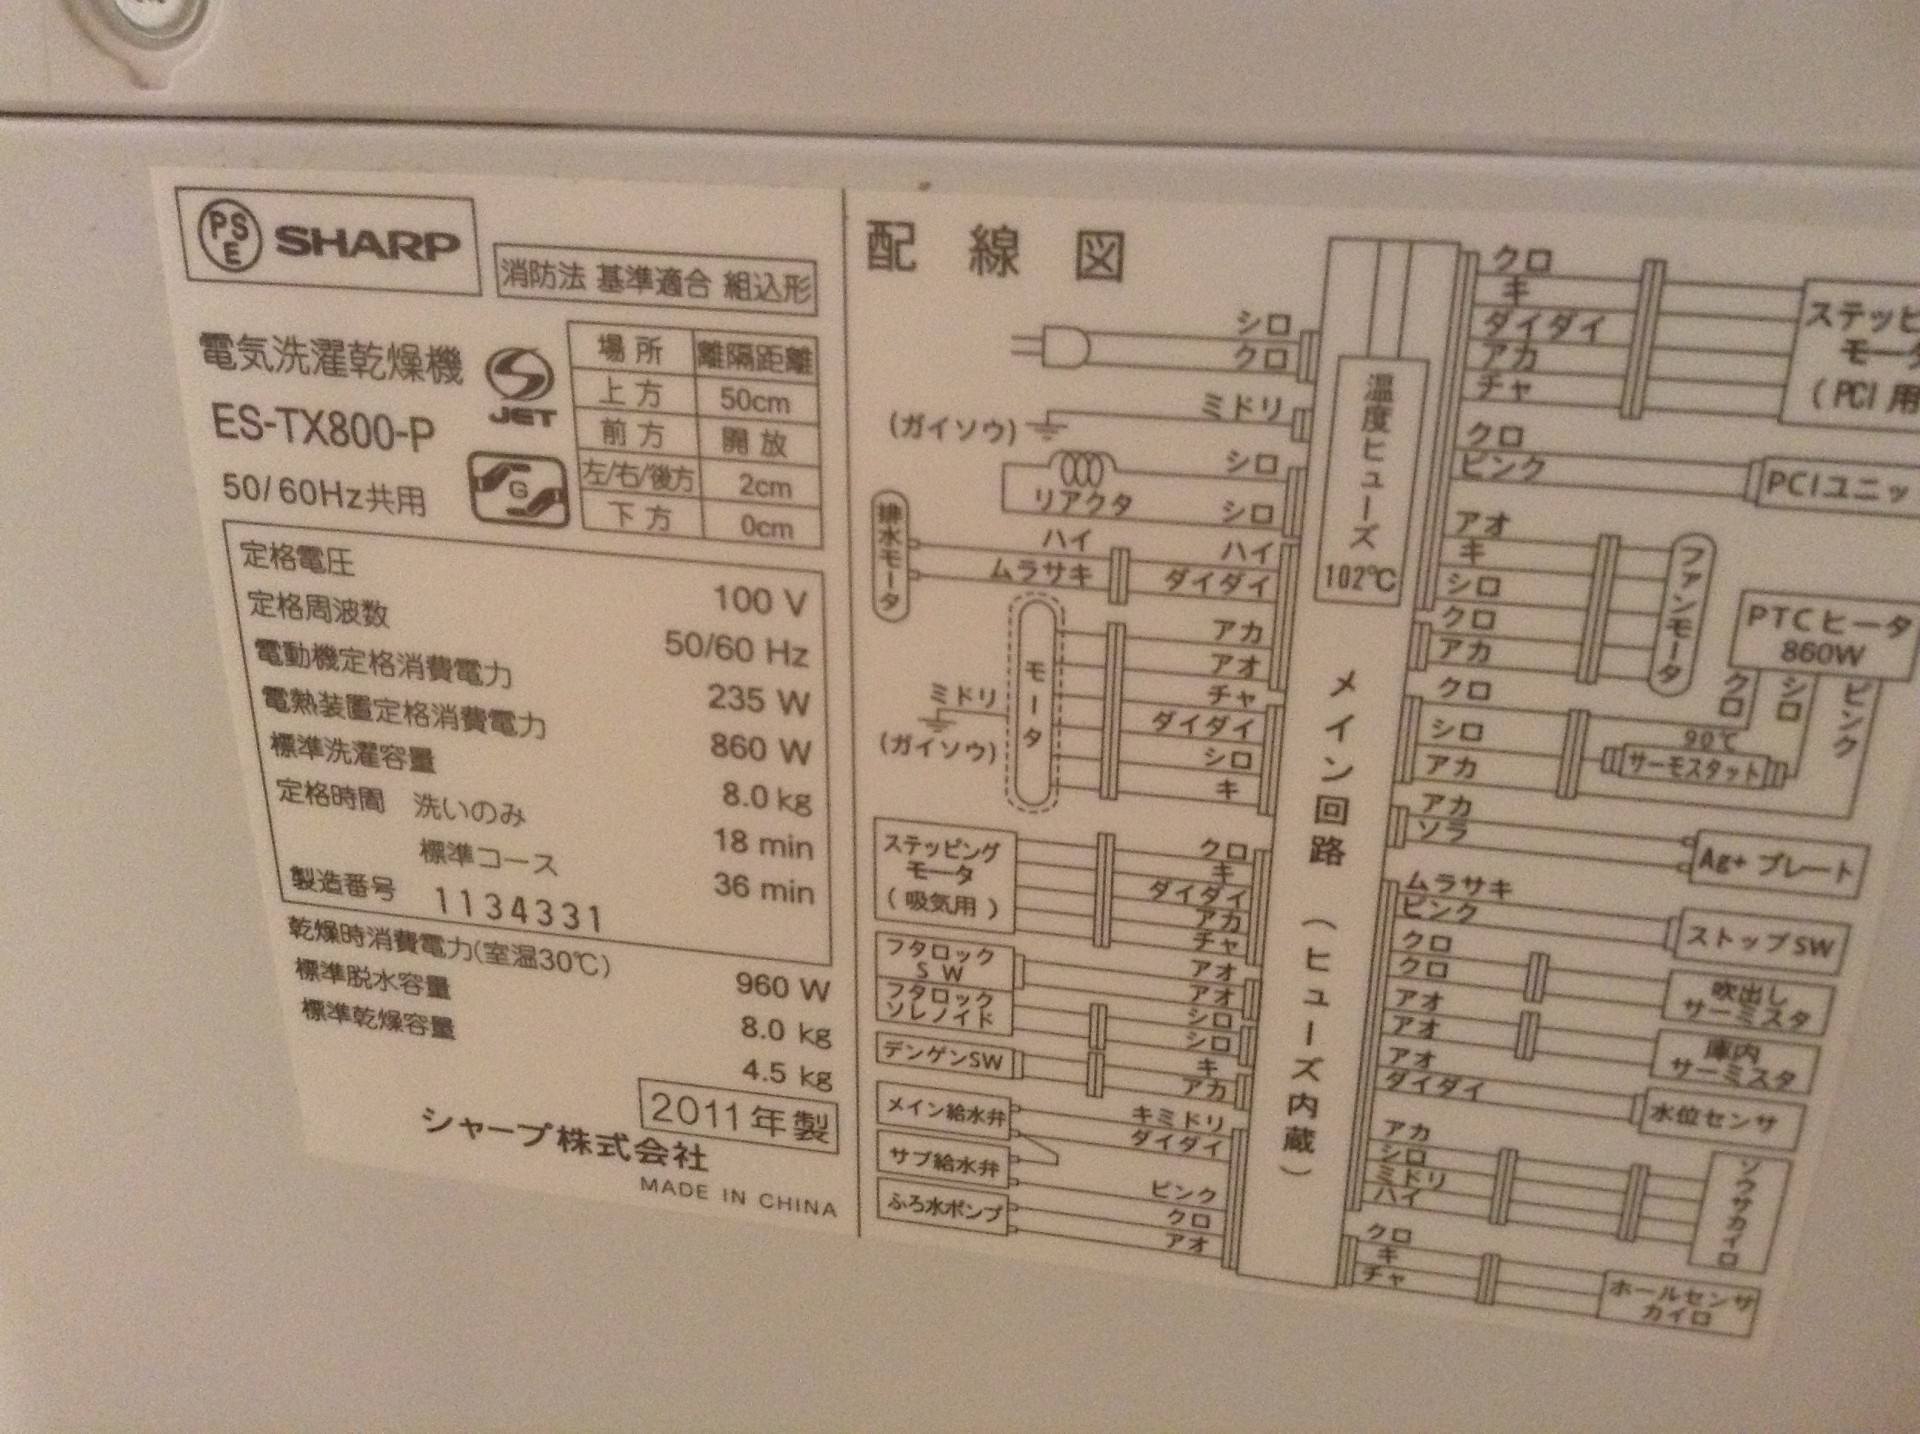 PSE SHARP
消防法 基準適合 組込形
電気洗濯乾燥機
ES-TX800-P
50/60Hz共用
JET
G
場所 離隔距離
上方 50cm
前方 開放
左/右/後方 2cm
下方 0cm
定格電圧 100 V
定格周波数 50/60 Hz
電動機定格消費電力 235 W
電熱装置定格消費電力 860 W
標準洗濯容量 8.0 kg
定格時間 洗いのみ 18 min
標準コース 36 min
製造番号 1134331
乾燥時消費電力(室温30℃) 960 W
標準脱水容量 8.0 kg
標準乾燥容量 4.5 kg
2011年製
シャープ株式会社
MADE IN CHINA
配線図
シロ
クロ
ミドリ
(ガイソウ)
シロ
リアクタ
シロ
排水モータ
ハイ ハイ
ムラサキ ダイダイ
モータ
アカ
アオ
チャ
ミドリ
ダイダイ
(ガイソウ)
シロ
キ
ステッピング
モータ
(吸気用)
クロ
キ
ダイダイ
アカ
チャ
フタロック
SW
アオ
アオ
フタロック
ソレノイド
シロ
シロ
デンゲンSW
キ
アカ
メイン給水弁
キミドリ
ダイダイ
サブ給水弁
ピンク
ふろ水ポンプ
クロ
アオ
温度ヒューズ
102℃
メイン回路(ヒューズ内蔵)
クロ
キ
ダイダイ
アカ
チャ
ステッピ
モータ
(PCI用
クロ
ピンク
PCIユニッ
アオ
キ
シロ
クロ
アカ
ファンモータ
PTCヒータ
860W
クロ
シロ
ピンク
クロ
シロ
アカ
90℃
サーモスタット
アカ
ソラ
Ag+プレート
ムラサキ
ピンク
ストップSW
クロ
クロ
吹出し
サーミスタ
アオ
アオ
庫内
サーミスタ
アオ
ダイダイ
水位センサ
アカ
シロ
ミドリ
ハイ
ソウサカイロ
クロ
キ
チャ
ホールセンサ
カイロ